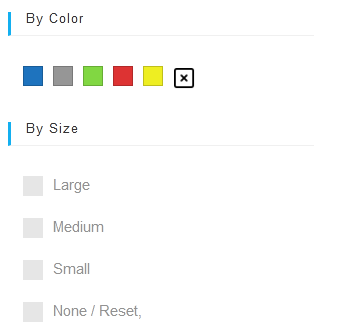 By Color
By Size
Large
Medium
Small
None / Reset,